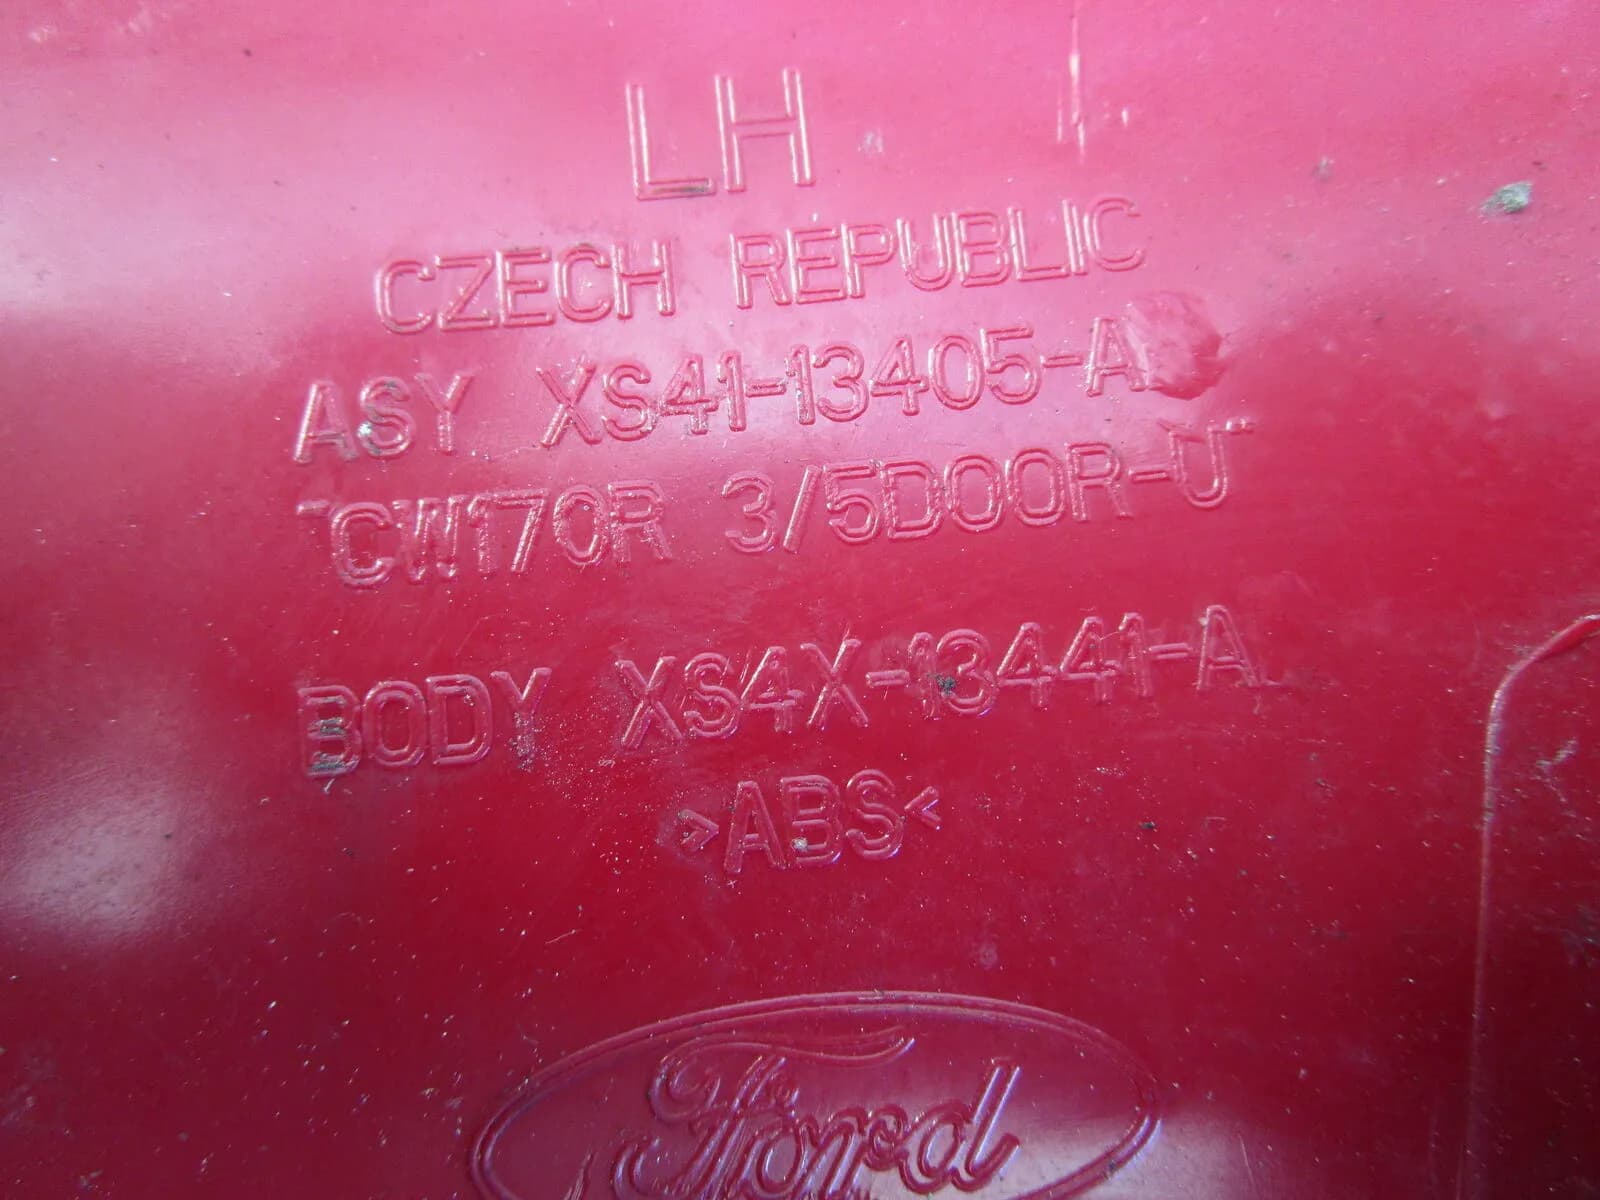 LH
CZECH REPUBLIC
ASY XS41-13405-A
"CW170R 3/5DOOR-U"
BODY XS4X-13441-A
>ABS<
Ford